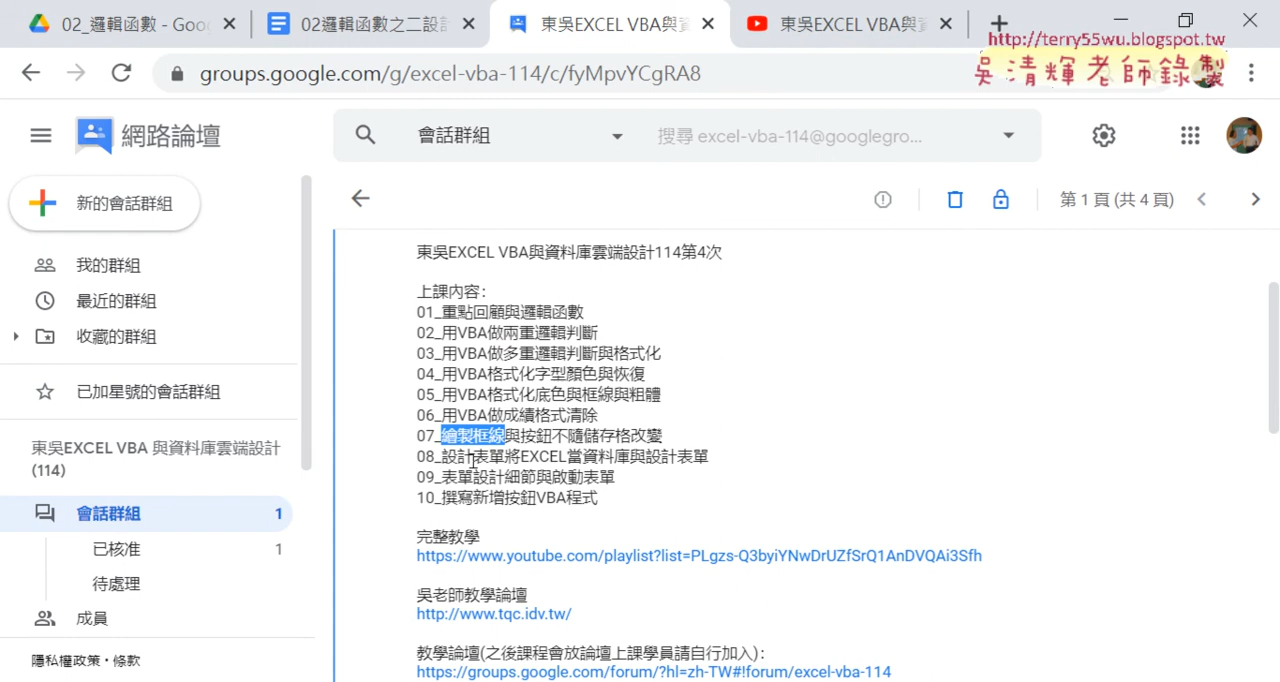 02_邏輯函數 - Goo
02邏輯函數之二設計
東吳EXCEL VBA與資
東吳EXCEL VBA與資
http://terry55wu.blogspot.tw
吳清輝老師錄製
groups.google.com/g/excel-vba-114/c/fyMpvYCgRA8
網路論壇
會話群組
搜尋 excel-vba-114@googlegro...
新的會話群組
第 1 頁 (共 4 頁)
我的群組
最近的群組
收藏的群組
已加星號的會話群組
東吳EXCEL VBA 與資料庫雲端設計
(114)
會話群組 1
已核准 1
待處理
成員
隱私權政策・條款
東吳EXCEL VBA與資料庫雲端設計114第4次
上課內容：
01_重點回顧與邏輯函數
02_用VBA做兩重邏輯判斷
03_用VBA做多重邏輯判斷與格式化
04_用VBA格式化字型顏色與恢復
05_用VBA格式化底色與框線與粗體
06_用VBA做成績格式清除
07_繪製框線與按鈕不隨儲存格改變
08_設計表單將EXCEL當資料庫與設計表單
09_表單設計細節與啟動表單
10_撰寫新增按鈕VBA程式
完整教學
https://www.youtube.com/playlist?list=PLgzs-Q3byiYNwDrUZfSrQ1AnDVQAi3Sfh
吳老師教學論壇
http://www.tqc.idv.tw/
教學論壇(之後課程會放論壇上課學員請自行加入)：
https://groups.google.com/forum/?hl=zh-TW#!forum/excel-vba-114